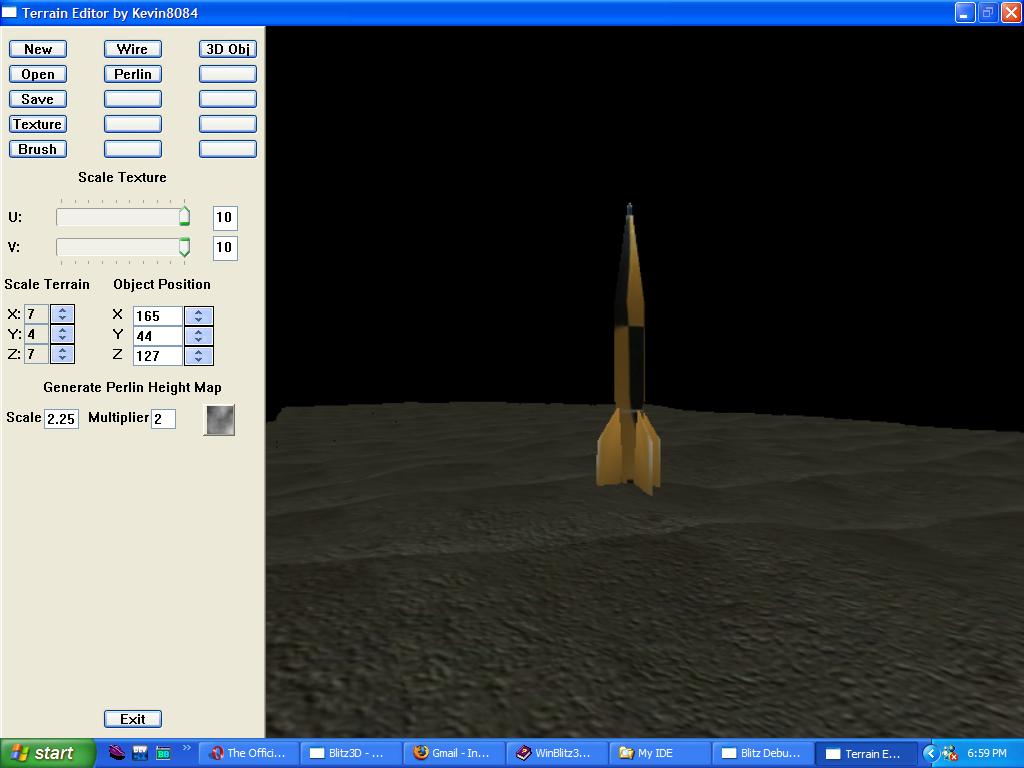 Terrain Editor by Kevin8084
New Wire 3D Obj
Open Perlin
Save
Texture
Brush
Scale Texture
U: 10
V: 10
Scale Terrain Object Position
X: 7 X 165
Y: 4 Y 44
Z: 7 Z 127
Generate Perlin Height Map
Scale 2.25 Multiplier 2
Exit
start The Offici... Blitz3D - ... Gmail - In... WinBlitz3... My IDE Blitz Debu... Terrain E... 6:59 PM